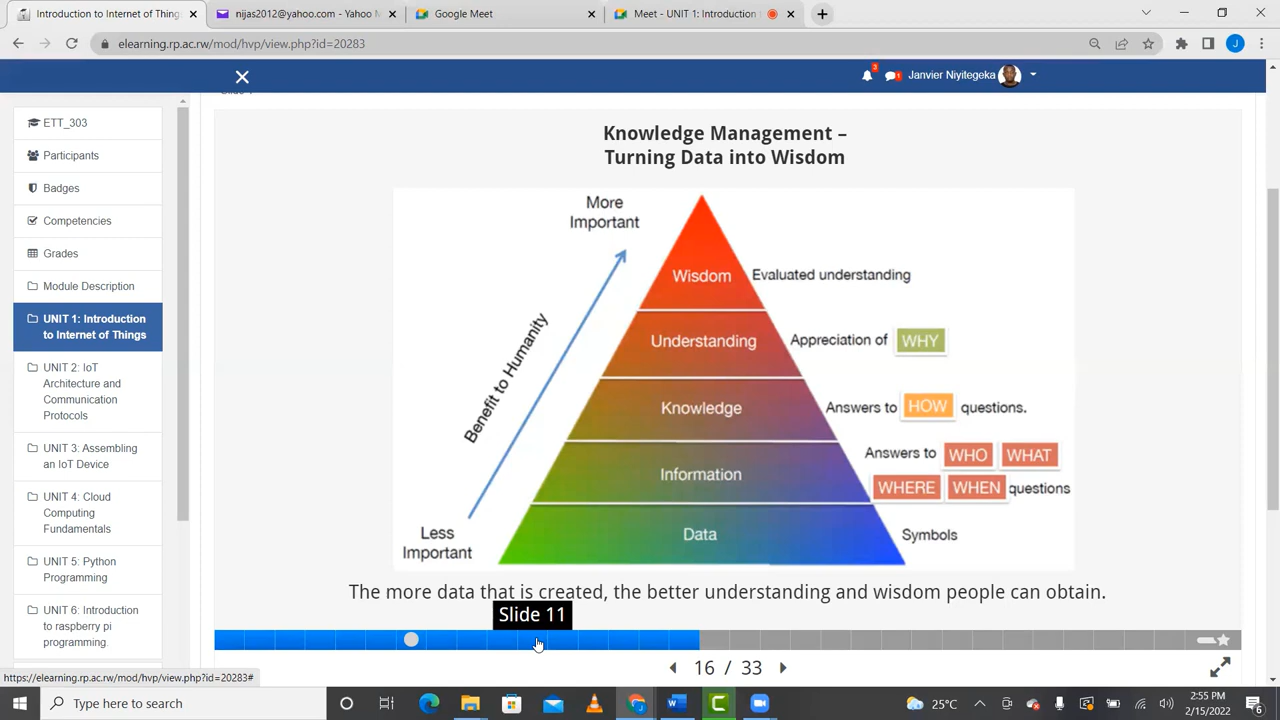 Introduction to Internet of Things
nijas2012@yahoo.com - Yahoo M
Google Meet
Meet - UNIT 1: Introduction
elearning.rp.ac.rw/mod/hvp/view.php?id=20283
J
3
1
Janvier Niyitegeka
ETT_303
Participants
Badges
Competencies
Grades
Module Description
UNIT 1: Introduction
to Internet of Things
UNIT 2: IoT
Architecture and
Communication
Protocols
UNIT 3: Assembling
an IoT Device
UNIT 4: Cloud
Computing
Fundamentals
UNIT 5: Python
Programming
UNIT 6: Introduction
to raspberry pi
programming.
Knowledge Management –
Turning Data into Wisdom
More
Important
Benefit to Humanity
Less
Important
Wisdom
Evaluated understanding
Understanding
Appreciation of WHY
Knowledge
Answers to HOW questions.
Information
Answers to WHO WHAT
WHERE WHEN questions
Data
Symbols
The more data that is created, the better understanding and wisdom people can obtain.
Slide 11
16 / 33
https://elearning.rp.ac.rw/mod/hvp/view.php?id=20283#
Type here to search
25°C
2:55 PM
2/15/2022
6